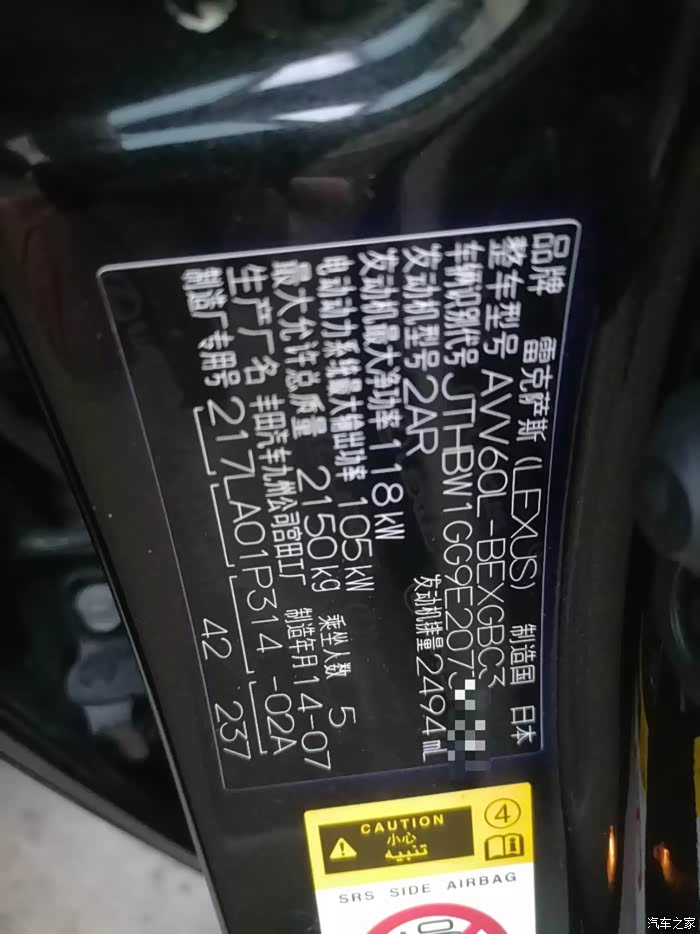 品牌 雷克萨斯 (LEXUS) 制造国 日本
整车型号 AVV60L-BEXGBC3
车辆识别代号 JTHBW1GG9E2073
发动机型号 2AR 发动机排量 2494 mL
发动机最大净功率 118 kW
电动动力系统最大输出功率 105 kW 乘坐人数 5
最大允许总质量 2150 kg 制造年月 14-07
生产厂名 丰田汽车九州公司宫田工厂
制造厂专用号 217LA01P314 -02A
42 237
CAUTION
小心
تنبيه
4
SRS SIDE AIRBAG
汽车之家